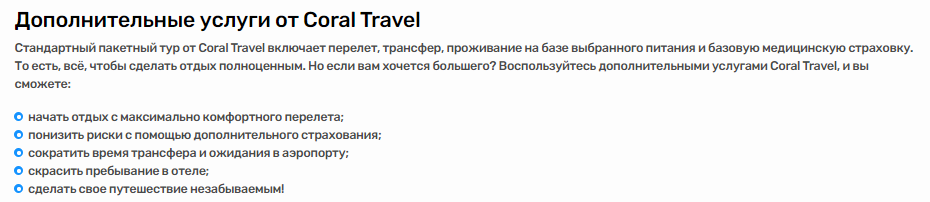 Дополнительные услуги от Coral Travel
Стандартный пакетный тур от Coral Travel включает перелет, трансфер, проживание на базе выбранного питания и базовую медицинскую страховку.
То есть, всё, чтобы сделать отдых полноценным. Но если вам хочется большего? Воспользуйтесь дополнительными услугами Coral Travel, и вы
сможете:
начать отдых с максимально комфортного перелета;
понизить риски с помощью дополнительного страхования;
сократить время трансфера и ожидания в аэропорту;
скрасить пребывание в отеле;
сделать свое путешествие незабываемым!